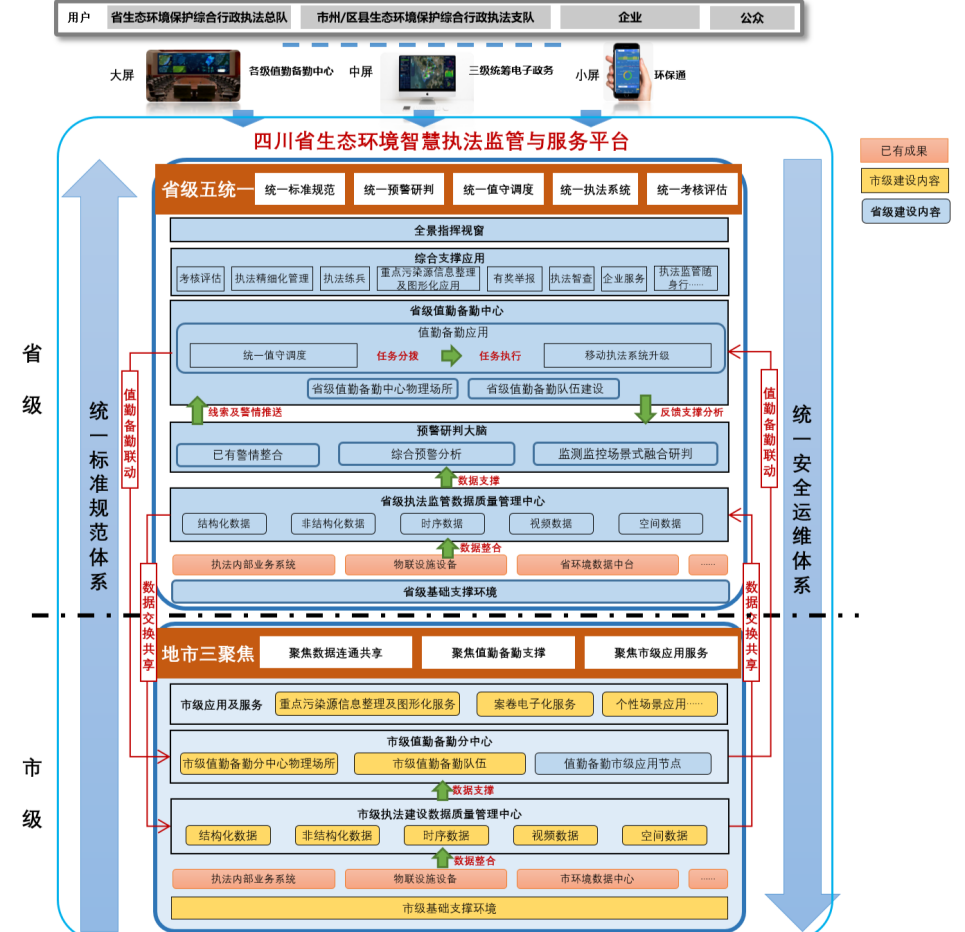 用户
省生态环境保护综合行政执法总队
市州/区县生态环境保护综合行政执法支队
企业
公众
大屏
各级值勤备勤中心
中屏
三级统筹电子政务
小屏
环保通
四川省生态环境智慧执法监管与服务平台
已有成果
市级建设内容
省级建设内容
省级五统一
统一标准规范
统一预警研判
统一值守调度
统一执法系统
统一考核评估
全景指挥视窗
综合支撑应用
考核评估
执法精细化管理
执法练兵
重点污染源信息整理
及图形化应用
有奖举报
执法智查
企业服务
执法监管随
身行……
省级值勤备勤中心
值勤备勤应用
统一值守调度
任务分拨
任务执行
移动执法系统升级
省级值勤备勤中心物理场所
省级值勤备勤队伍建设
线索及警情推送
反馈支撑分析
预警研判大脑
已有警情整合
综合预警分析
监测监控场景式融合研判
数据支撑
省级执法监管数据质量管理中心
结构化数据
非结构化数据
时序数据
视频数据
空间数据
数据整合
执法内部业务系统
物联设施设备
省环境数据中台
……
省级基础支撑环境
省级
统一标准规范体系
值勤备勤联动
数据交换共享
值勤备勤联动
数据交换共享
统一安全运维体系
地市三聚焦
聚焦数据连通共享
聚焦值勤备勤支撑
聚焦市级应用服务
市级应用及服务
重点污染源信息整理及图形化服务
案卷电子化服务
个性场景应用……
市级值勤备勤分中心
市级值勤备勤分中心物理场所
市级值勤备勤队伍
值勤备勤市级应用节点
数据支撑
市级执法建设数据质量管理中心
结构化数据
非结构化数据
时序数据
视频数据
空间数据
数据整合
执法内部业务系统
物联设施设备
市环境数据中心
……
市级基础支撑环境
市级